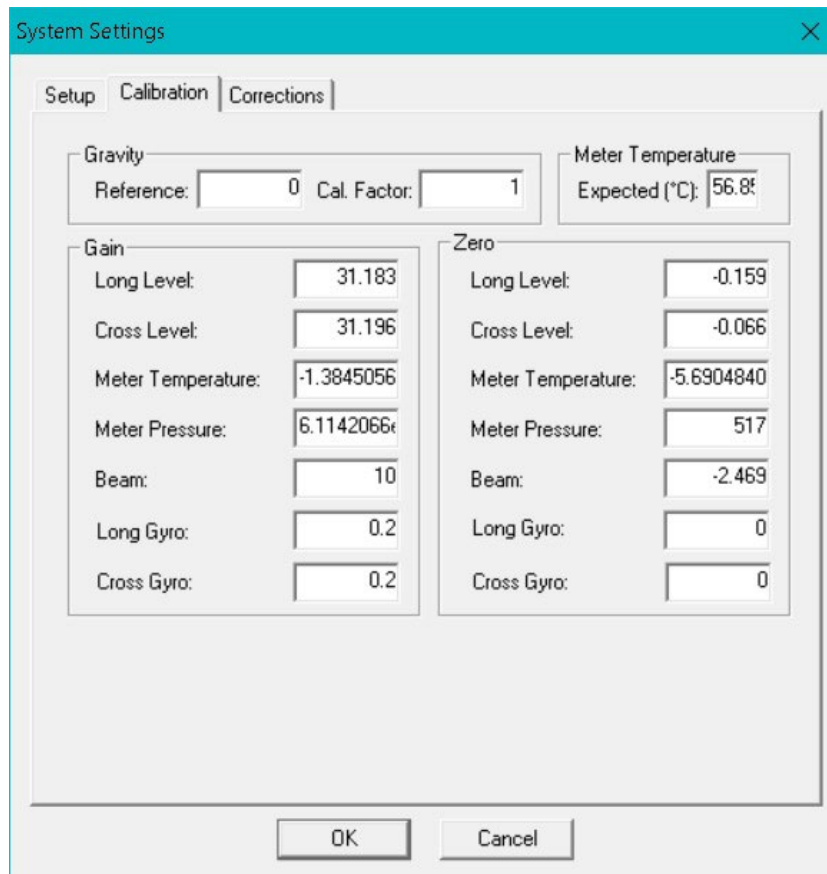 System Settings
Setup Calibration Corrections
Gravity
Reference: 0 Cal. Factor: 1
Meter Temperature
Expected (°C): 56.85
Gain
Long Level: 31.183
Cross Level: 31.196
Meter Temperature: -1.3845056
Meter Pressure: 6.1142066e
Beam: 10
Long Gyro: 0.2
Cross Gyro: 0.2
Zero
Long Level: -0.159
Cross Level: -0.066
Meter Temperature: -5.6904840
Meter Pressure: 517
Beam: -2.469
Long Gyro: 0
Cross Gyro: 0
OK Cancel